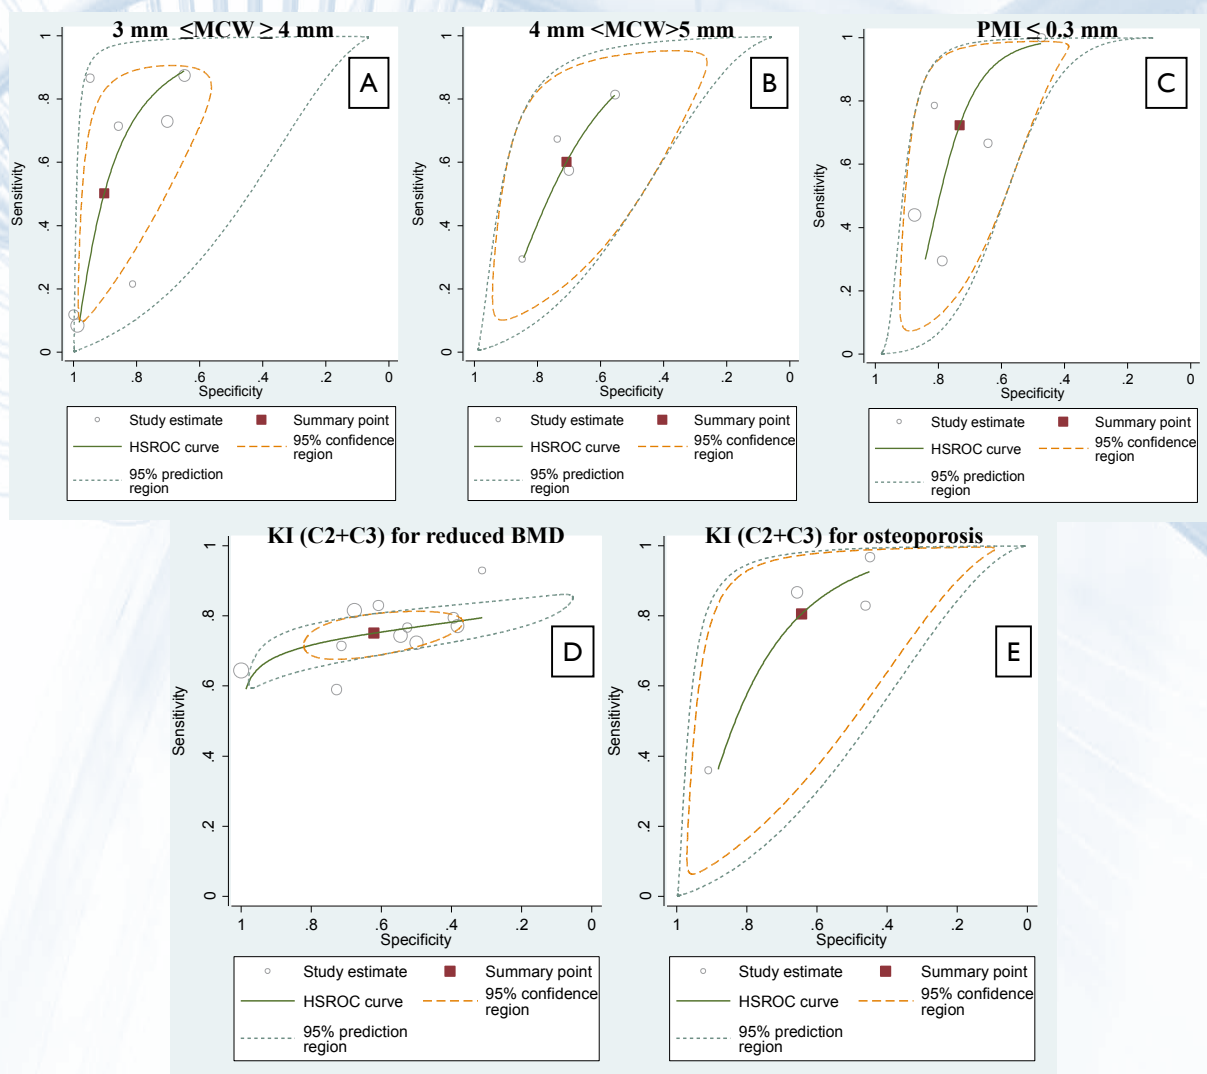 3 mm ≤MCW ≥ 4 mm
A
Sensitivity
1
.8
.6
.4
.2
0
1 .8 .6 .4 .2 0
Specificity
Study estimate Summary point
HSROC curve 95% confidence
region
95% prediction
region
4 mm <MCW>5 mm
B
Sensitivity
1
.8
.6
.4
.2
0
1 .8 .6 .4 .2 0
Specificity
Study estimate Summary point
HSROC curve 95% confidence
region
95% prediction
region
PMI ≤ 0.3 mm
C
Sensitivity
1
.8
.6
.4
.2
0
1 .8 .6 .4 .2 0
Specificity
Study estimate Summary point
HSROC curve 95% confidence
region
95% prediction
region
KI (C2+C3) for reduced BMD
D
Sensitivity
1
.8
.6
.4
.2
0
1 .8 .6 .4 .2 0
Specificity
Study estimate Summary point
HSROC curve 95% confidence
region
95% prediction
region
KI (C2+C3) for osteoporosis
E
Sensitivity
1
.8
.6
.4
.2
0
1 .8 .6 .4 .2 0
Specificity
Study estimate Summary point
HSROC curve 95% confidence
region
95% prediction
region